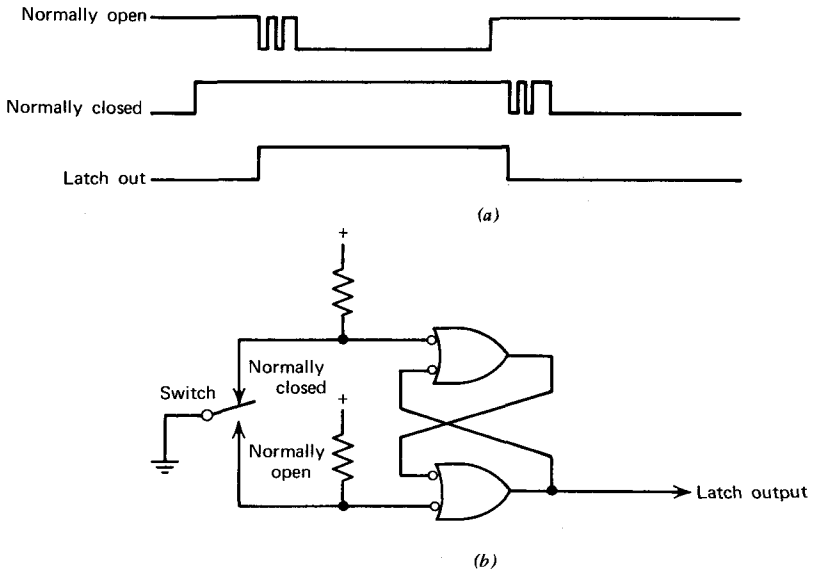 Normally open
Normally closed
Latch out
(a)
+
Normally
closed
Switch
+
Normally
open
Latch output
(b)